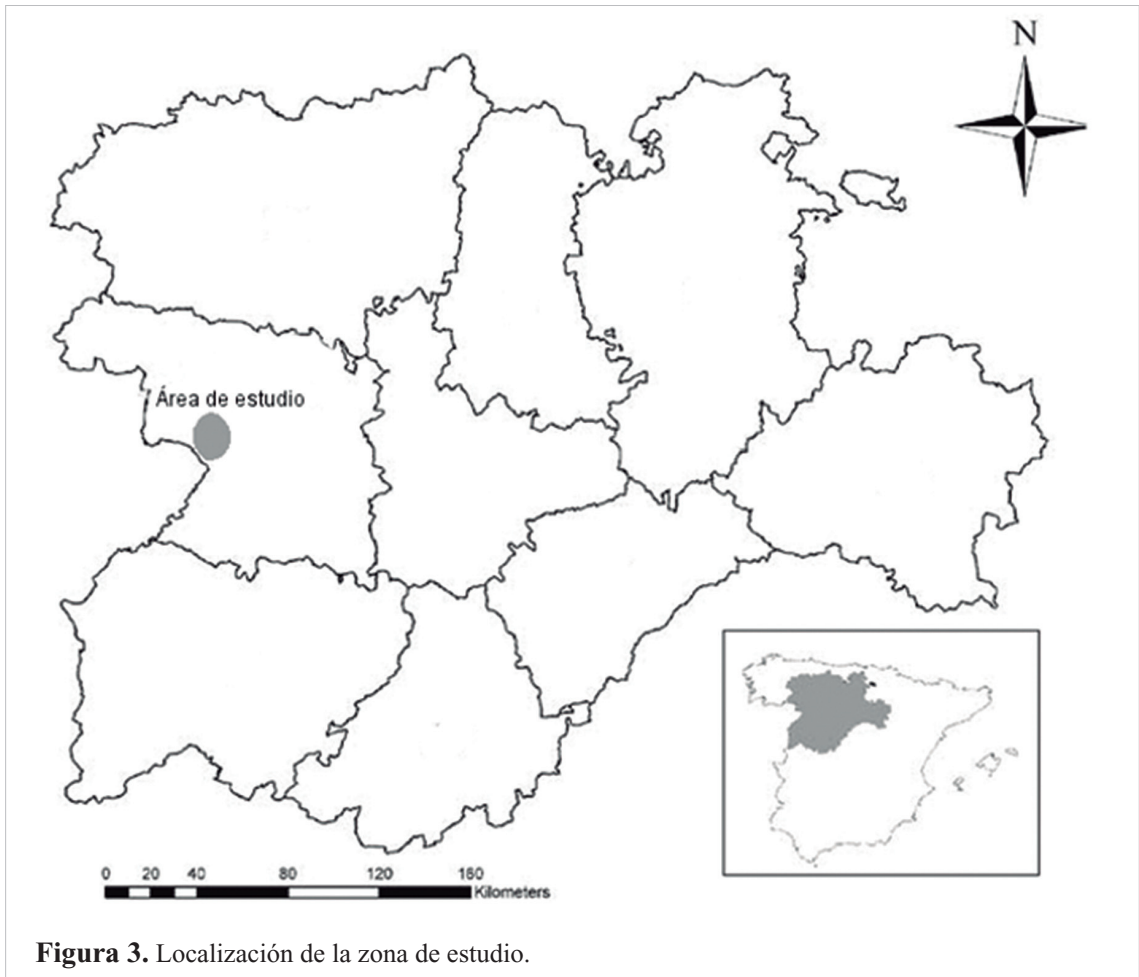 N
Área de estudio
0 20 40 80 120 160
Kilometers
Figura 3. Localización de la zona de estudio.